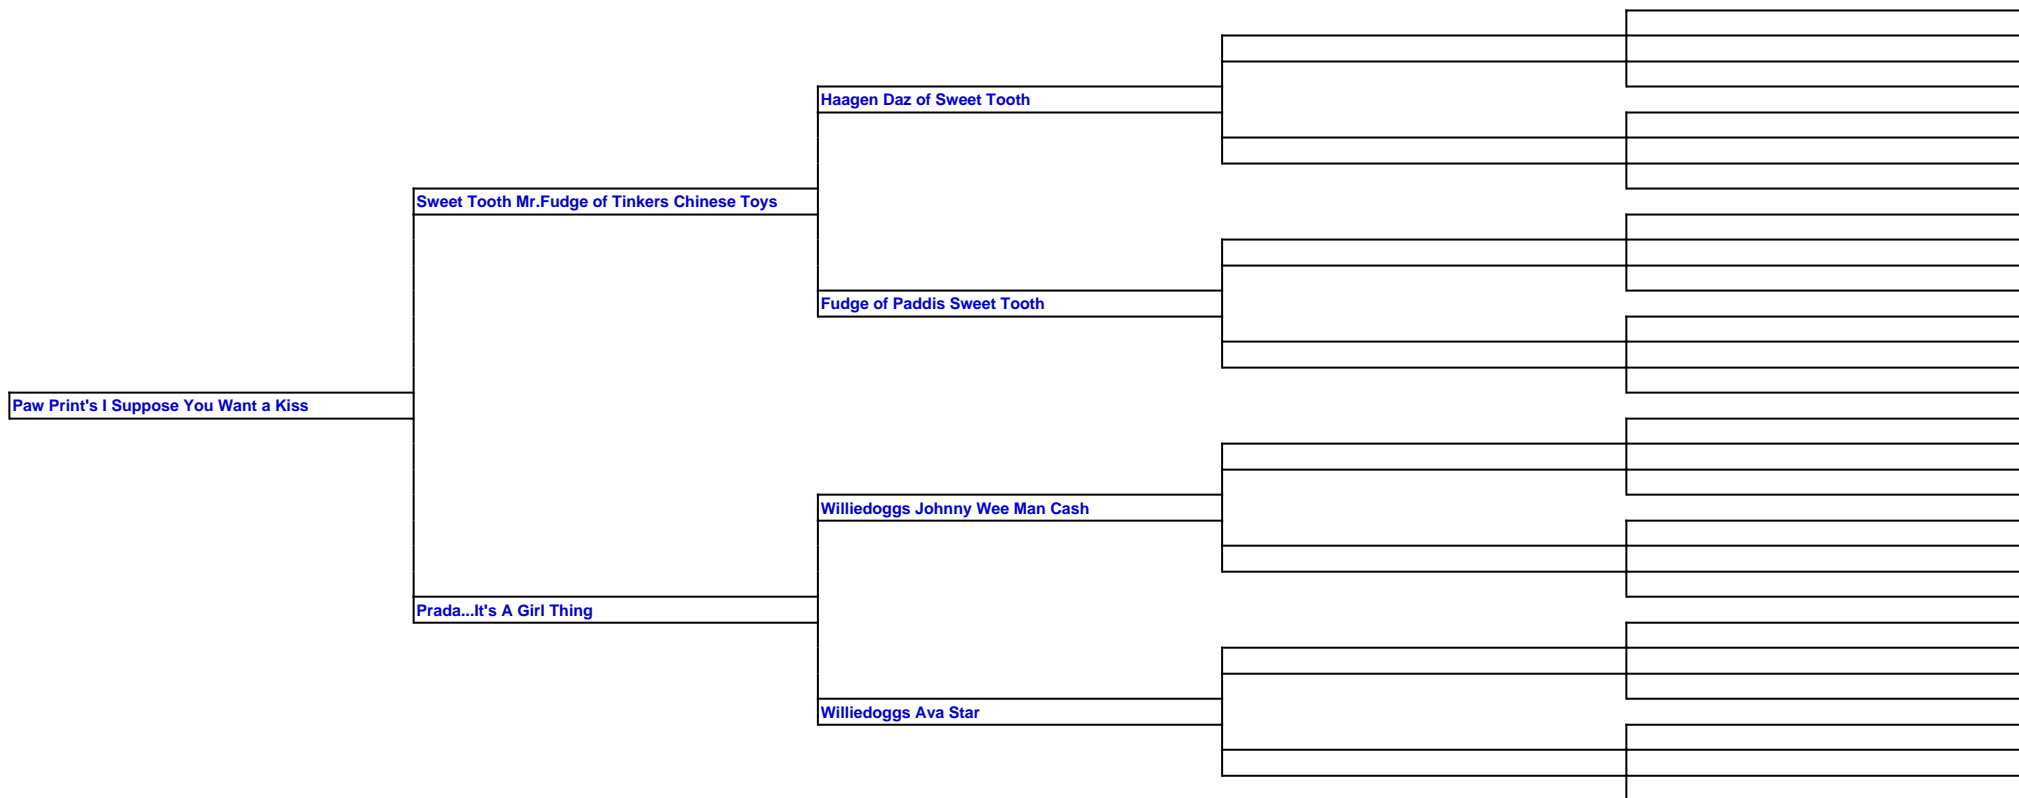 Haagen Daz of Sweet Tooth
Sweet Tooth Mr.Fudge of Tinkers Chinese Toys
Fudge of Paddis Sweet Tooth
Paw Print's I Suppose You Want a Kiss
Williedoggs Johnny Wee Man Cash
Prada...It's A Girl Thing
Williedoggs Ava Star